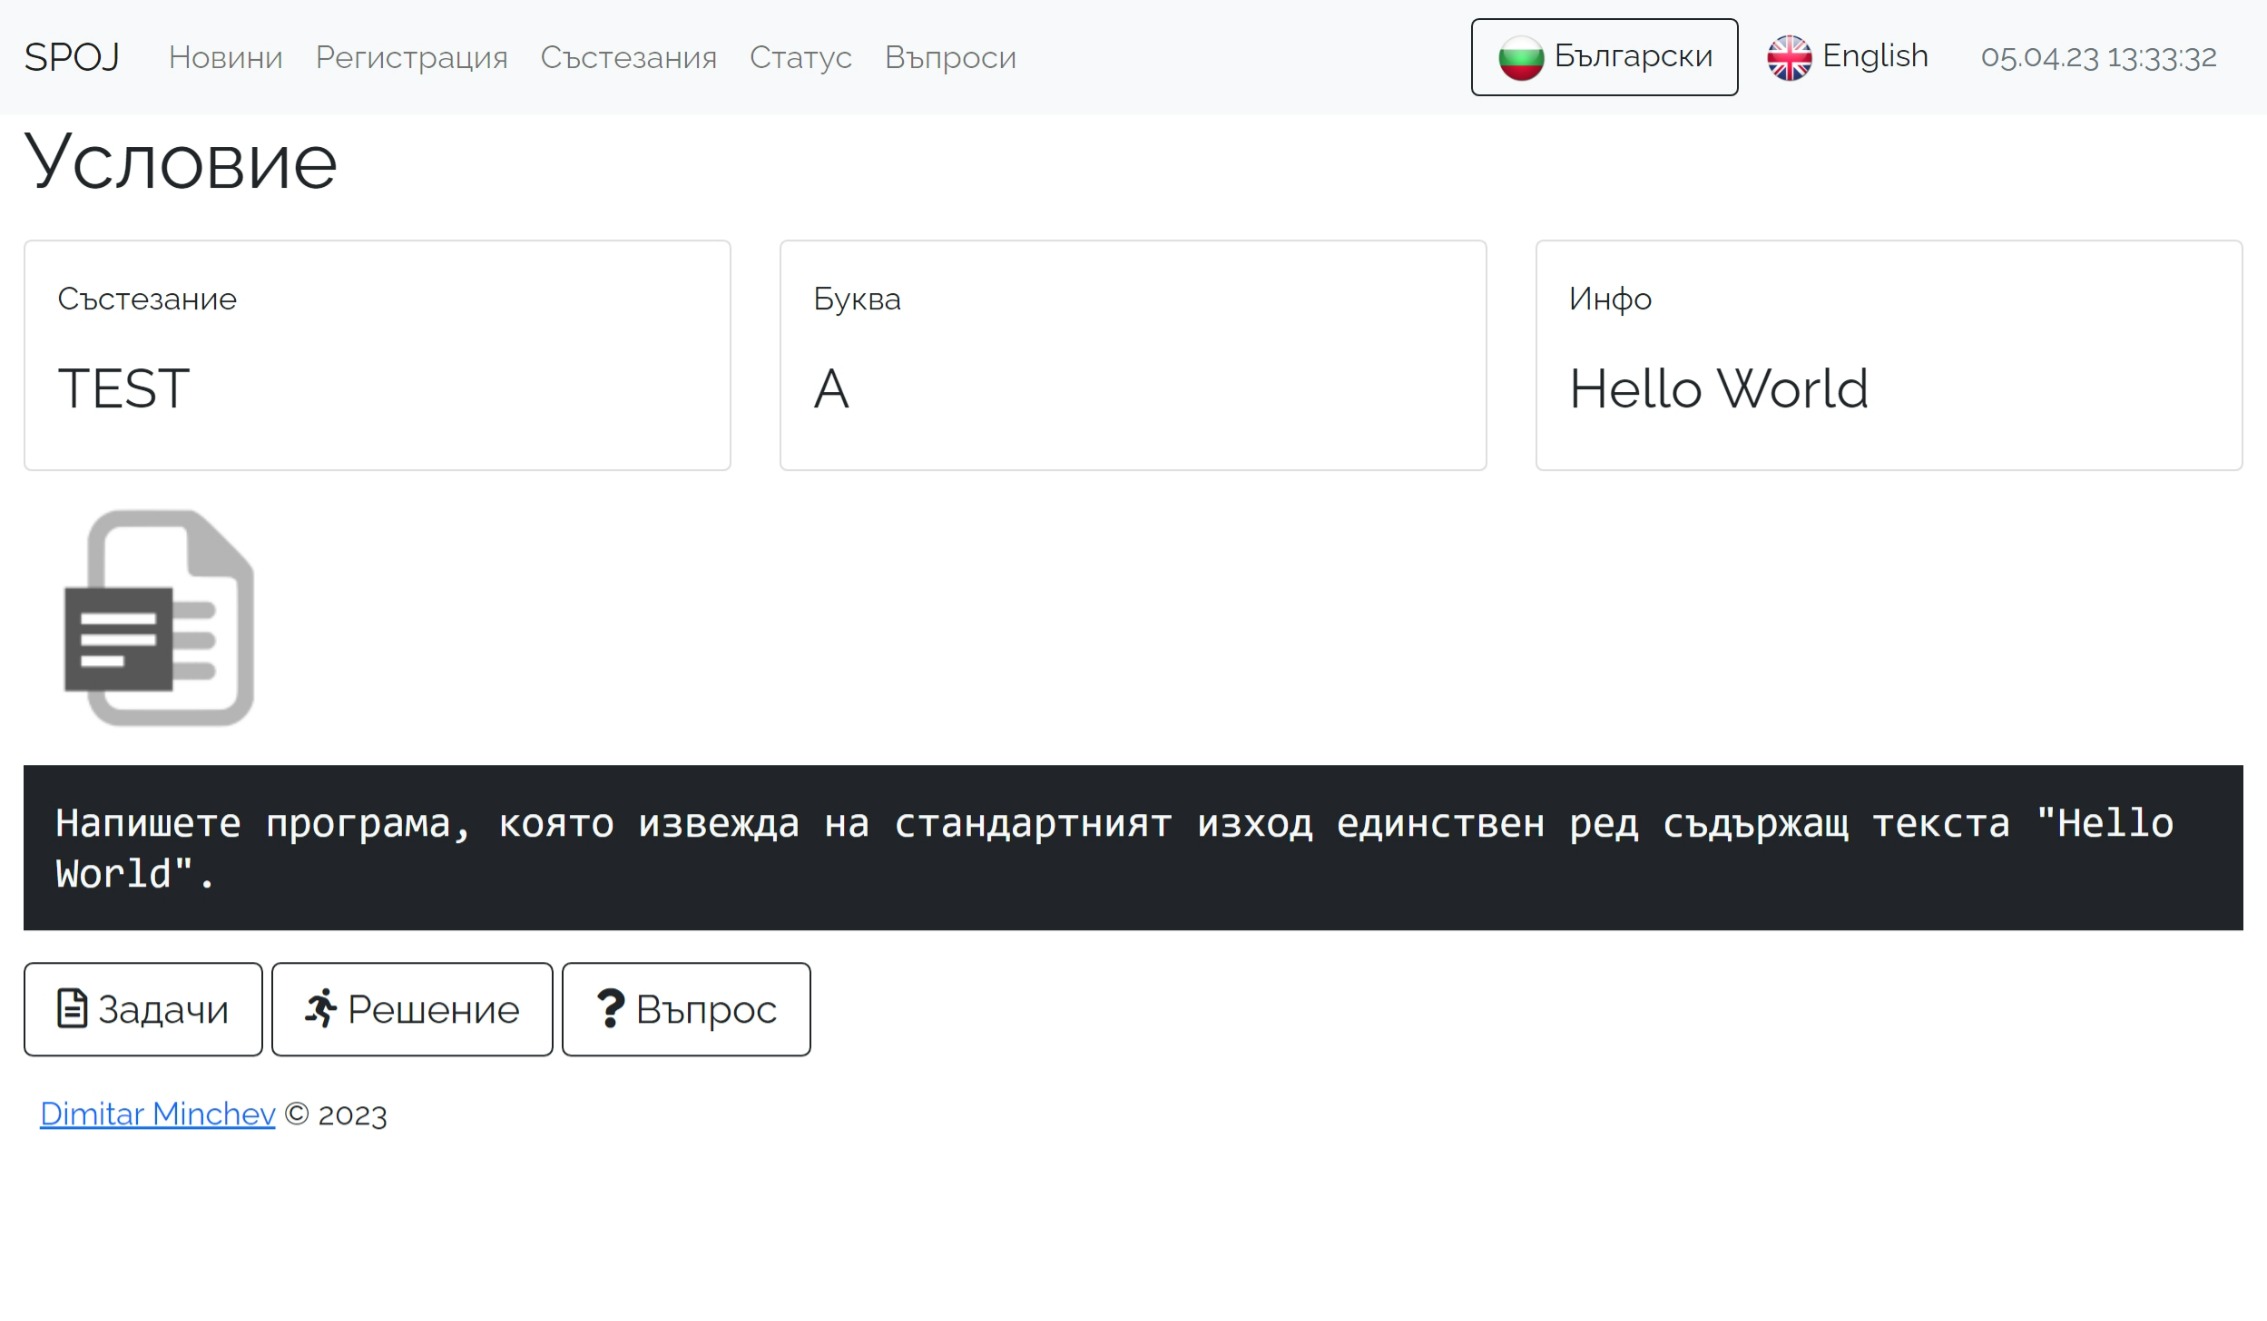 SPOJ Новини Регистрация Състезания Статус Въпроси Български English 05.04.23 13:33:32
Условие
Състезание Буква Инфо
TEST A Hello World
Напишете програма, която извежда на стандартният изход единствен ред съдържащ текста "Hello
World".
Задачи Решение Въпрос
Dimitar Minchev © 2023